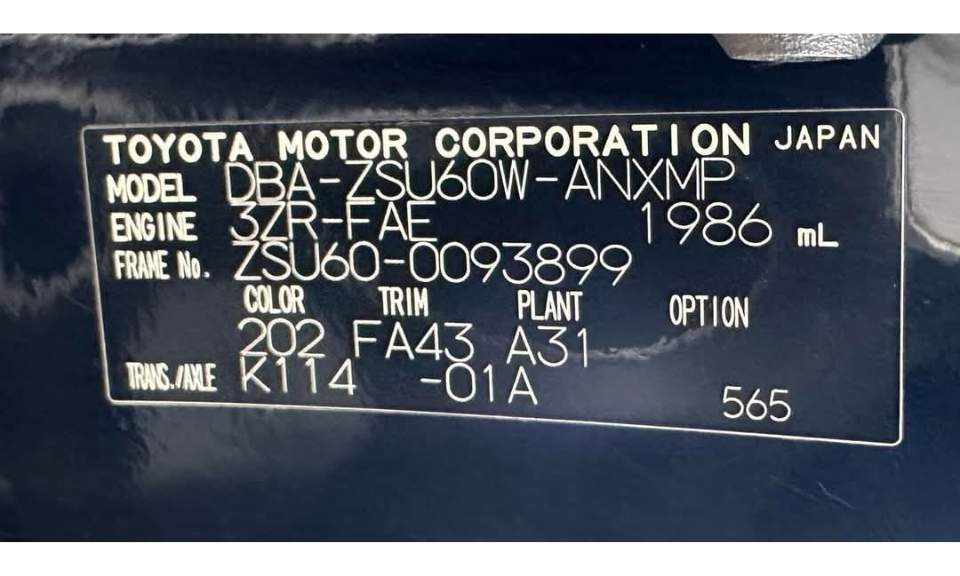 TOYOTA MOTOR CORPORATION JAPAN
MODEL DBA-ZSU60W-ANXMP
ENGINE 3ZR-FAE 1986 mL
FRAME No. ZSU60-0093899
COLOR TRIM PLANT OPTION
202 FA43 A31
TRANS./AXLE K114 -01A
565